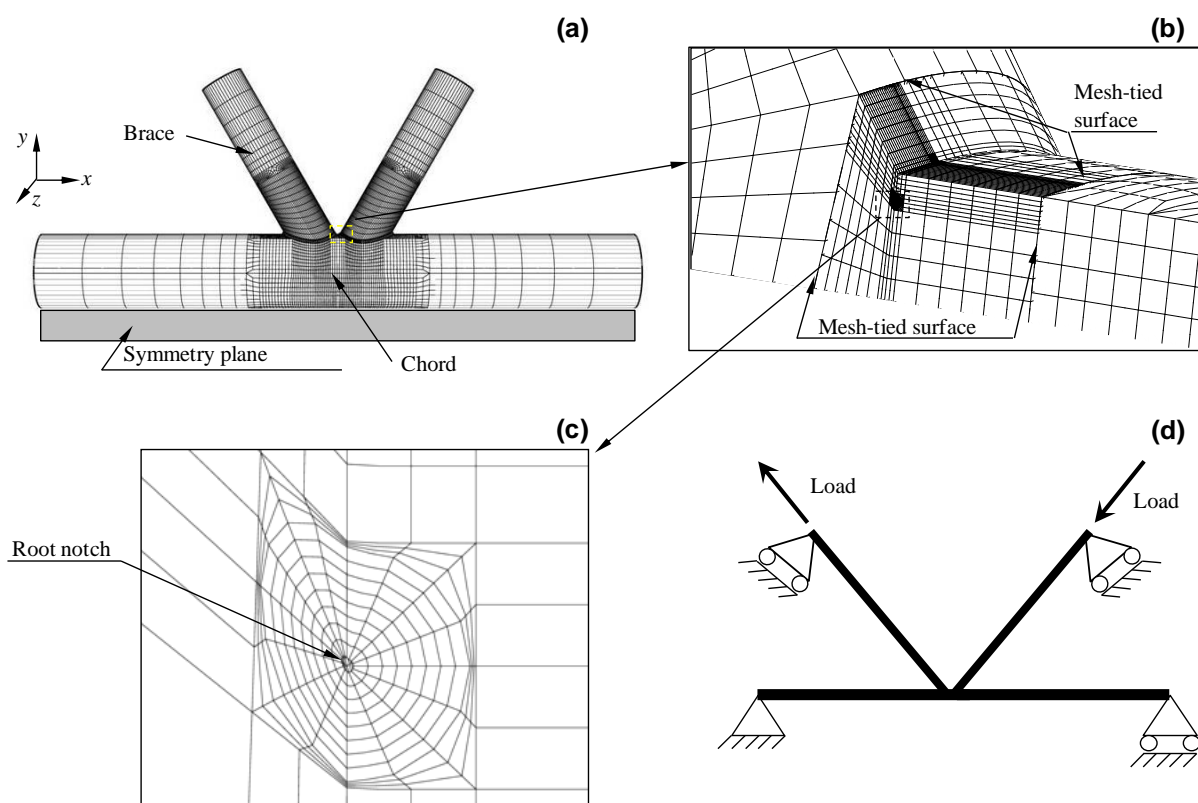 (a)
Brace
y
x
z
Symmetry plane
Chord
(b)
Mesh-tied
surface
Mesh-tied surface
(c)
Root notch
(d)
Load
Load